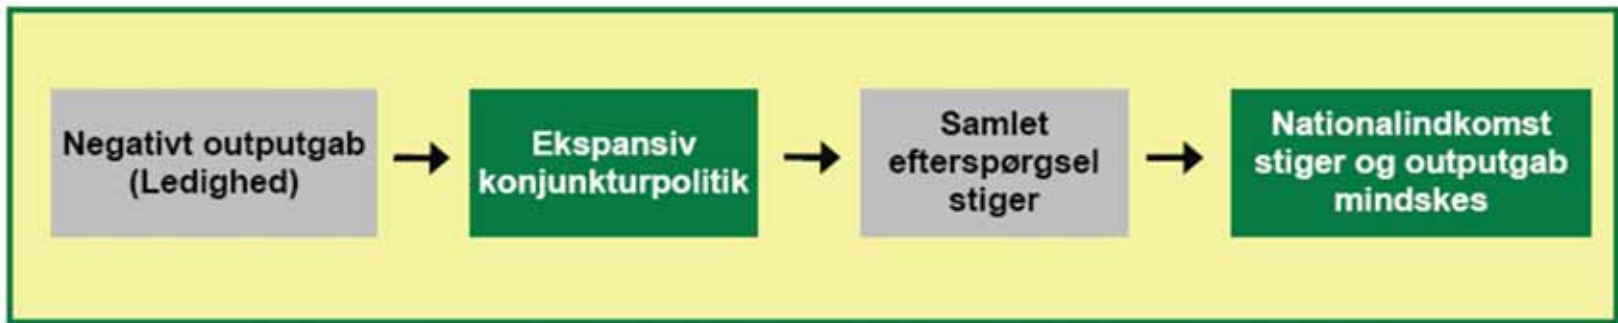 Negativt outputgab
(Ledighed)
Ekspansiv
konjunkturpolitik
Samlet
efterspørgsel
stiger
Nationalindkomst
stiger og outputgab
mindskes